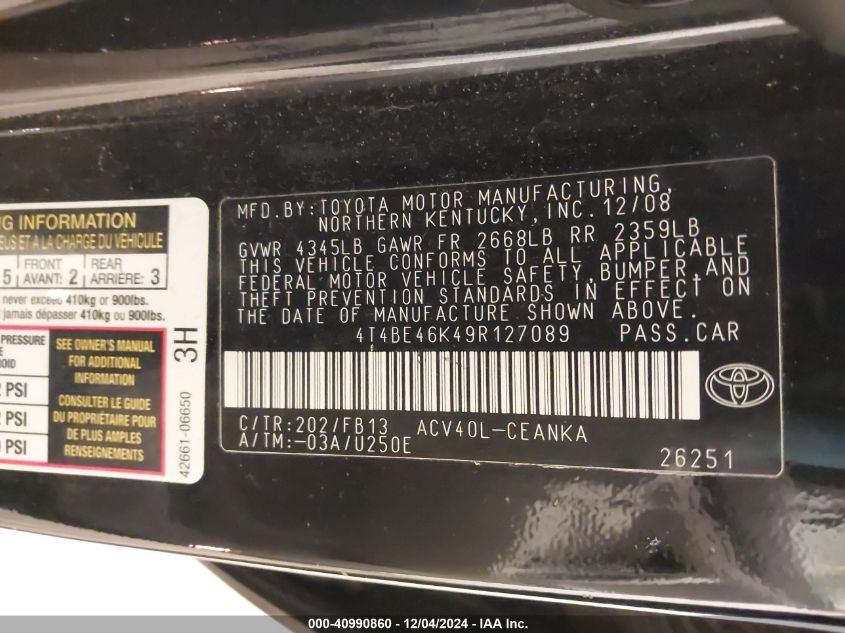 G INFORMATION
EUS ET A LA CHARGE DU VÉHICULE
5 FRONT AVANT: 2 REAR ARRIÈRE: 3
never exceed 410kg or 900lbs.
jamais dépasser 410kg ou 900lbs.
PRESSURE
SEE OWNER'S MANUAL
FOR ADDITIONAL
INFORMATION
PSI
CONSULTER LE GUIDE
DU PROPRIÉTAIRE POUR
DE PLUS AMPLES
RENSEIGNEMENTS
PSI
PSI
3H
42661-06650
MFD.BY:TOYOTA MOTOR MANUFACTURING,
NORTHERN KENTUCKY,INC. 12/08
GVWR 4345LB GAWR FR 2668LB RR 2359LB
THIS VEHICLE CONFORMS TO ALL APPLICABLE
FEDERAL MOTOR VEHICLE SAFETY, BUMPER,AND
THEFT PREVENTION STANDARDS IN EFFECT ON
THE DATE OF MANUFACTURE SHOWN ABOVE.
4T4BE46K49R127089 PASS.CAR
C/TR:202/FB13 ACV40L-CEANKA
A/TM:-03A/U250E
26251
000-40990860 - 12/04/2024 - IAA Inc.